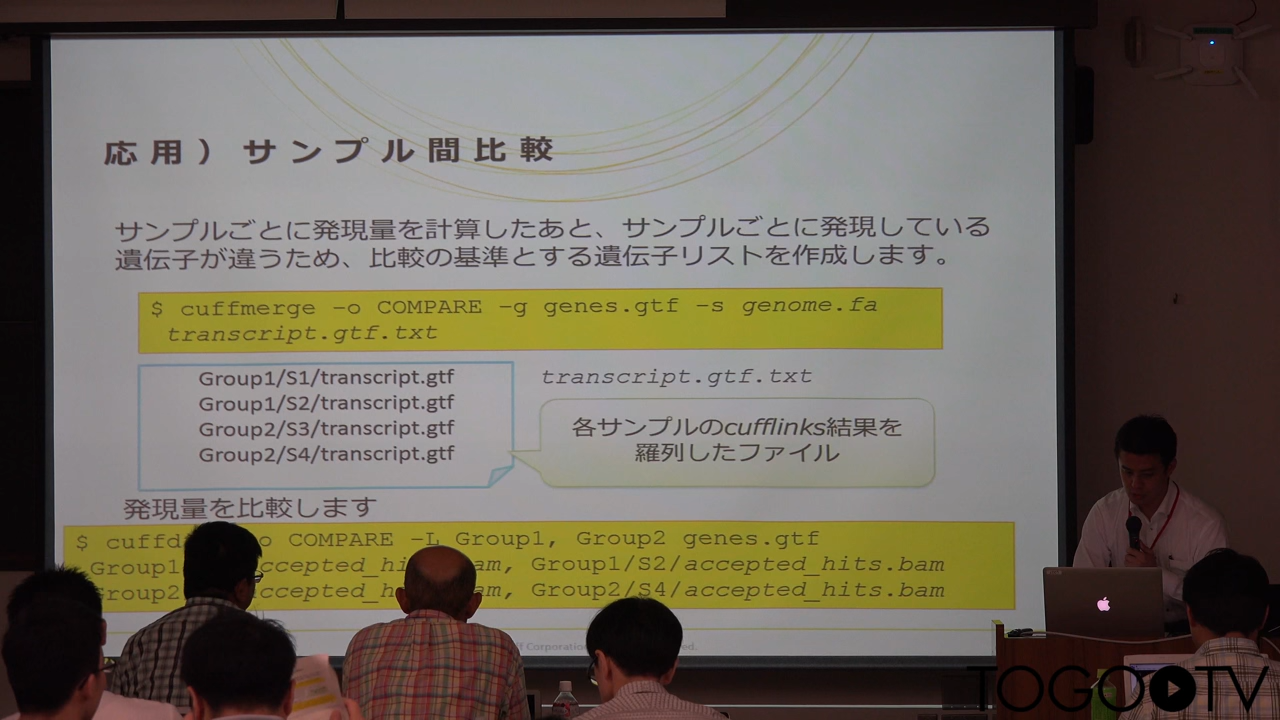 応用）サンプル間比較
サンプルごとに発現量を計算したあと、サンプルごとに発現している
遺伝子が違うため、比較の基準とする遺伝子リストを作成します。
$ cuffmerge –o COMPARE –g genes.gtf –s genome.fa
transcript.gtf.txt
Group1/S1/transcript.gtf
Group1/S2/transcript.gtf
Group2/S3/transcript.gtf
Group2/S4/transcript.gtf
transcript.gtf.txt
各サンプルのcufflinks結果を
羅列したファイル
発現量を比較します
$ o COMPARE –L Group1, Group2 genes.gtf
Group1/S2/accepted_hits.bam
Group2/S4/accepted_hits.bam
Corporation
TOGOTV